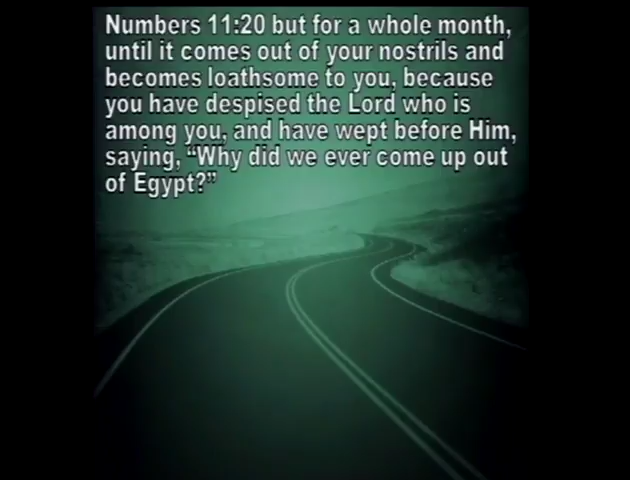 Numbers 11:20 but for a whole month,
until it comes out of your nostrils and
becomes loathsome to you, because
you have despised the Lord who is
among you, and have wept before Him,
saying, “Why did we ever come up out
of Egypt?”